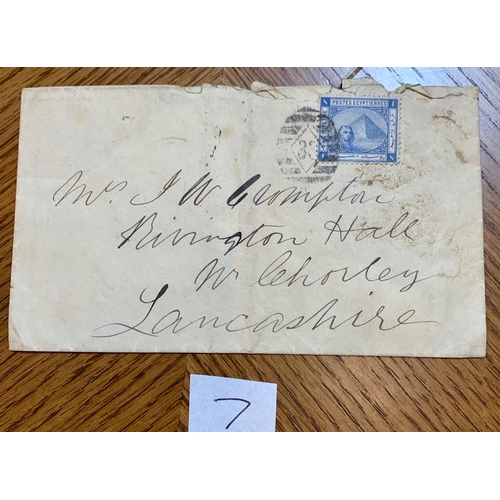 POSTES EGYPTIENNES
Mrs J W Crompton
Rivington Hall
Nr Chorley
Lancashire
7